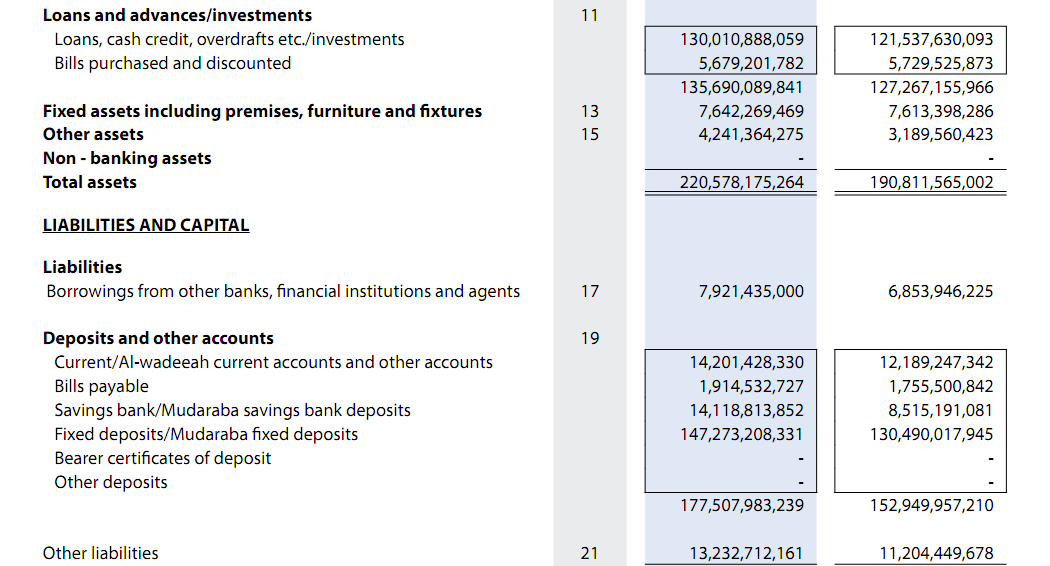 Loans and advances/investments 11
Loans, cash credit, overdrafts etc./investments 130,010,888,059 121,537,630,093
Bills purchased and discounted 5,679,201,782 5,729,525,873
135,690,089,841 127,267,155,966
Fixed assets including premises, furniture and fixtures 13 7,642,269,469 7,613,398,286
Other assets 15 4,241,364,275 3,189,560,423
Non - banking assets - -
Total assets 220,578,175,264 190,811,565,002
LIABILITIES AND CAPITAL
Liabilities
Borrowings from other banks, financial institutions and agents 17 7,921,435,000 6,853,946,225
Deposits and other accounts 19
Current/Al-wadeeah current accounts and other accounts 14,201,428,330 12,189,247,342
Bills payable 1,914,532,727 1,755,500,842
Savings bank/Mudaraba savings bank deposits 14,118,813,852 8,515,191,081
Fixed deposits/Mudaraba fixed deposits 147,273,208,331 130,490,017,945
Bearer certificates of deposit - -
Other deposits - -
177,507,983,239 152,949,957,210
Other liabilities 21 13,232,712,161 11,204,449,678